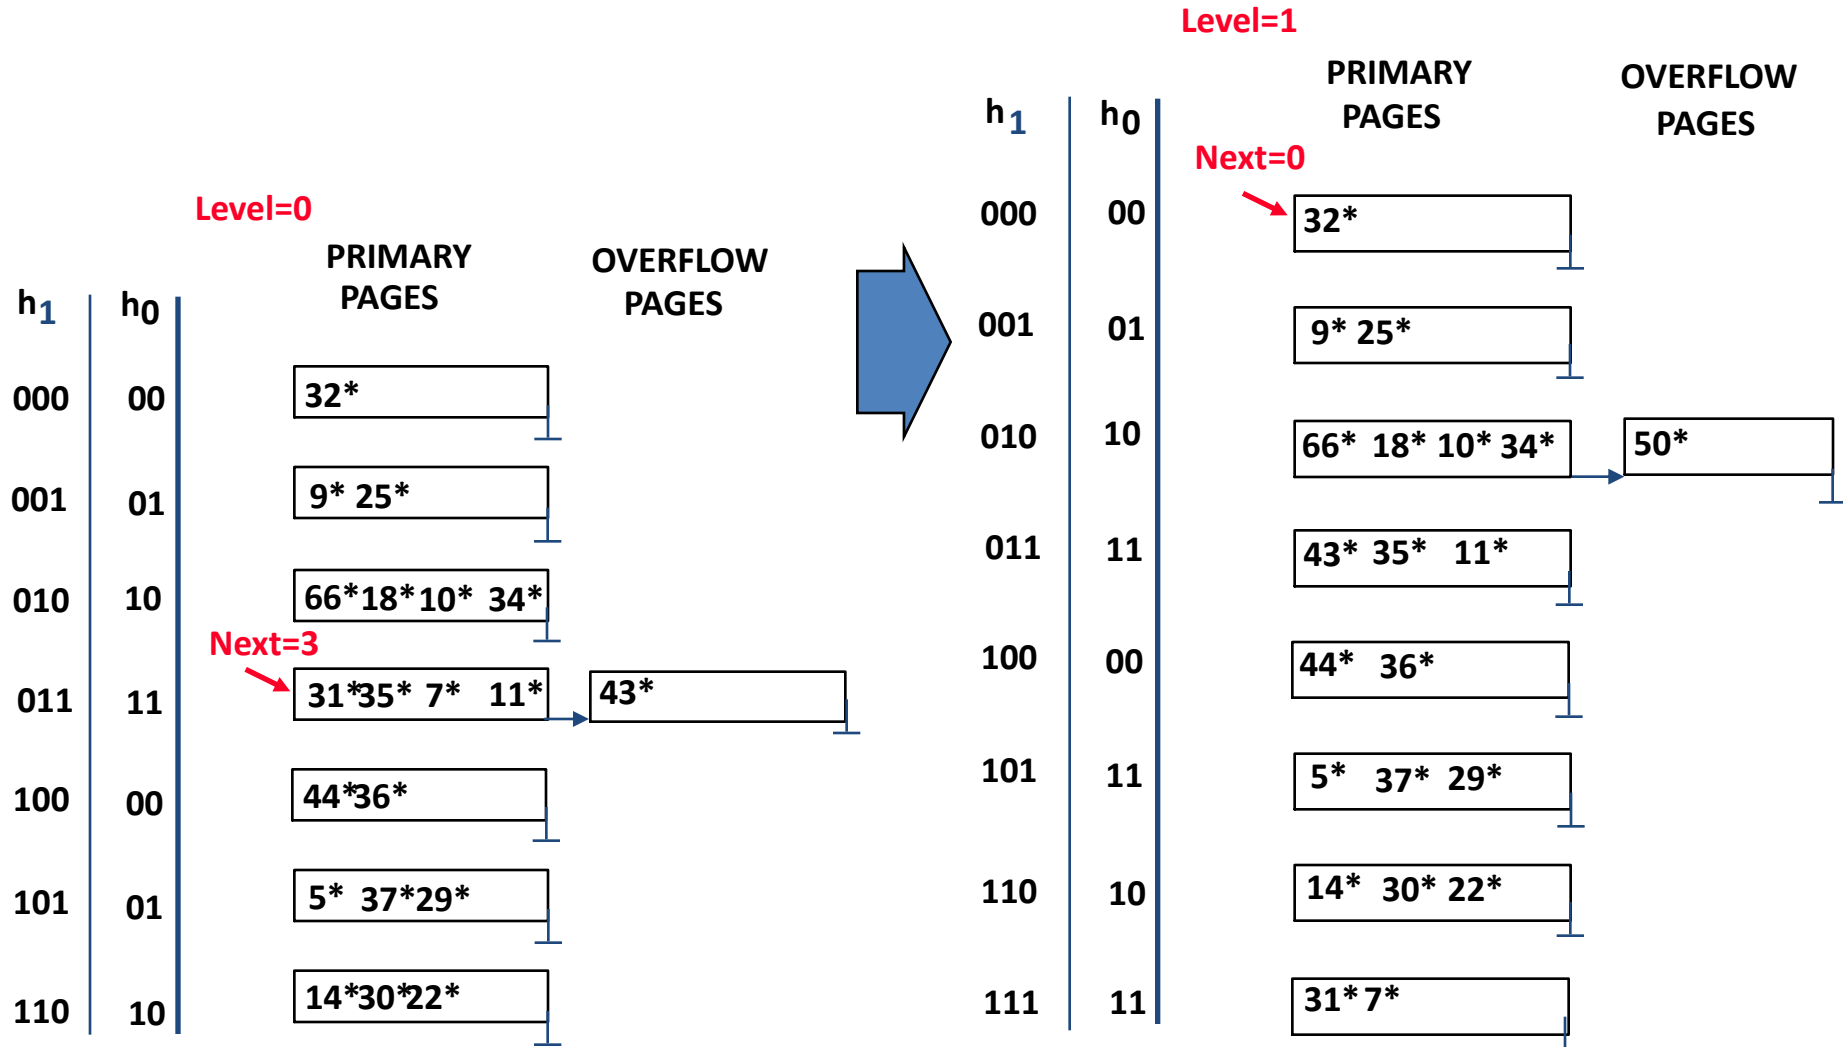 Level=0
PRIMARY PAGES
OVERFLOW PAGES
h1 h0
000 00 32*
001 01 9* 25*
010 10 66* 18* 10* 34*
Next=3
011 11 31* 35* 7* 11* 43*
100 00 44* 36*
101 01 5* 37* 29*
110 10 14* 30* 22*
Level=1
PRIMARY PAGES
OVERFLOW PAGES
h1 h0
Next=0
000 00 32*
001 01 9* 25*
010 10 66* 18* 10* 34* 50*
011 11 43* 35* 11*
100 00 44* 36*
101 11 5* 37* 29*
110 10 14* 30* 22*
111 11 31* 7*